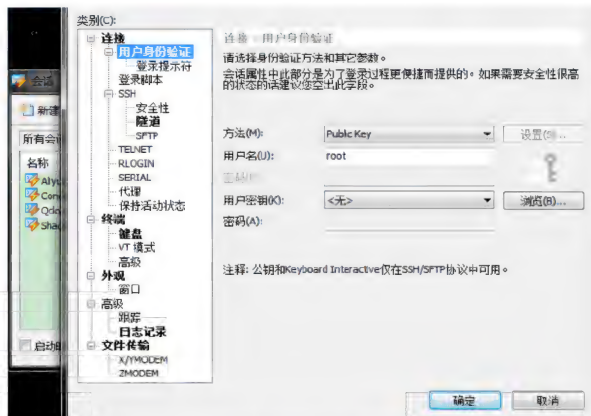 类别(C):
连接
用户身份验证
登录提示符
登录脚本
SSH
安全性
隧道
SFTP
TELNET
RLOGIN
SERIAL
代理
保持活动状态
终端
键盘
VT 模式
高级
外观
窗口
高级
跟踪
日志记录
文件传输
X/YMODEM
ZMODEM
连接 用户身份验证
请选择身份验证方法和其它参数。
会话属性中此部分是为了登录过程更便捷而提供的。如果需要安全性很高
的状态的话建议您空出此字段。
方法(M): Public Key 设置(S)...
用户名(U): root
用户密钥(K): <无> 浏览(B)...
密码(A):
注释: 公钥和Keyboard Interactive仅在SSH/SFTP协议中可用。
确定 取消
会话
新建
所有会
名称
启动